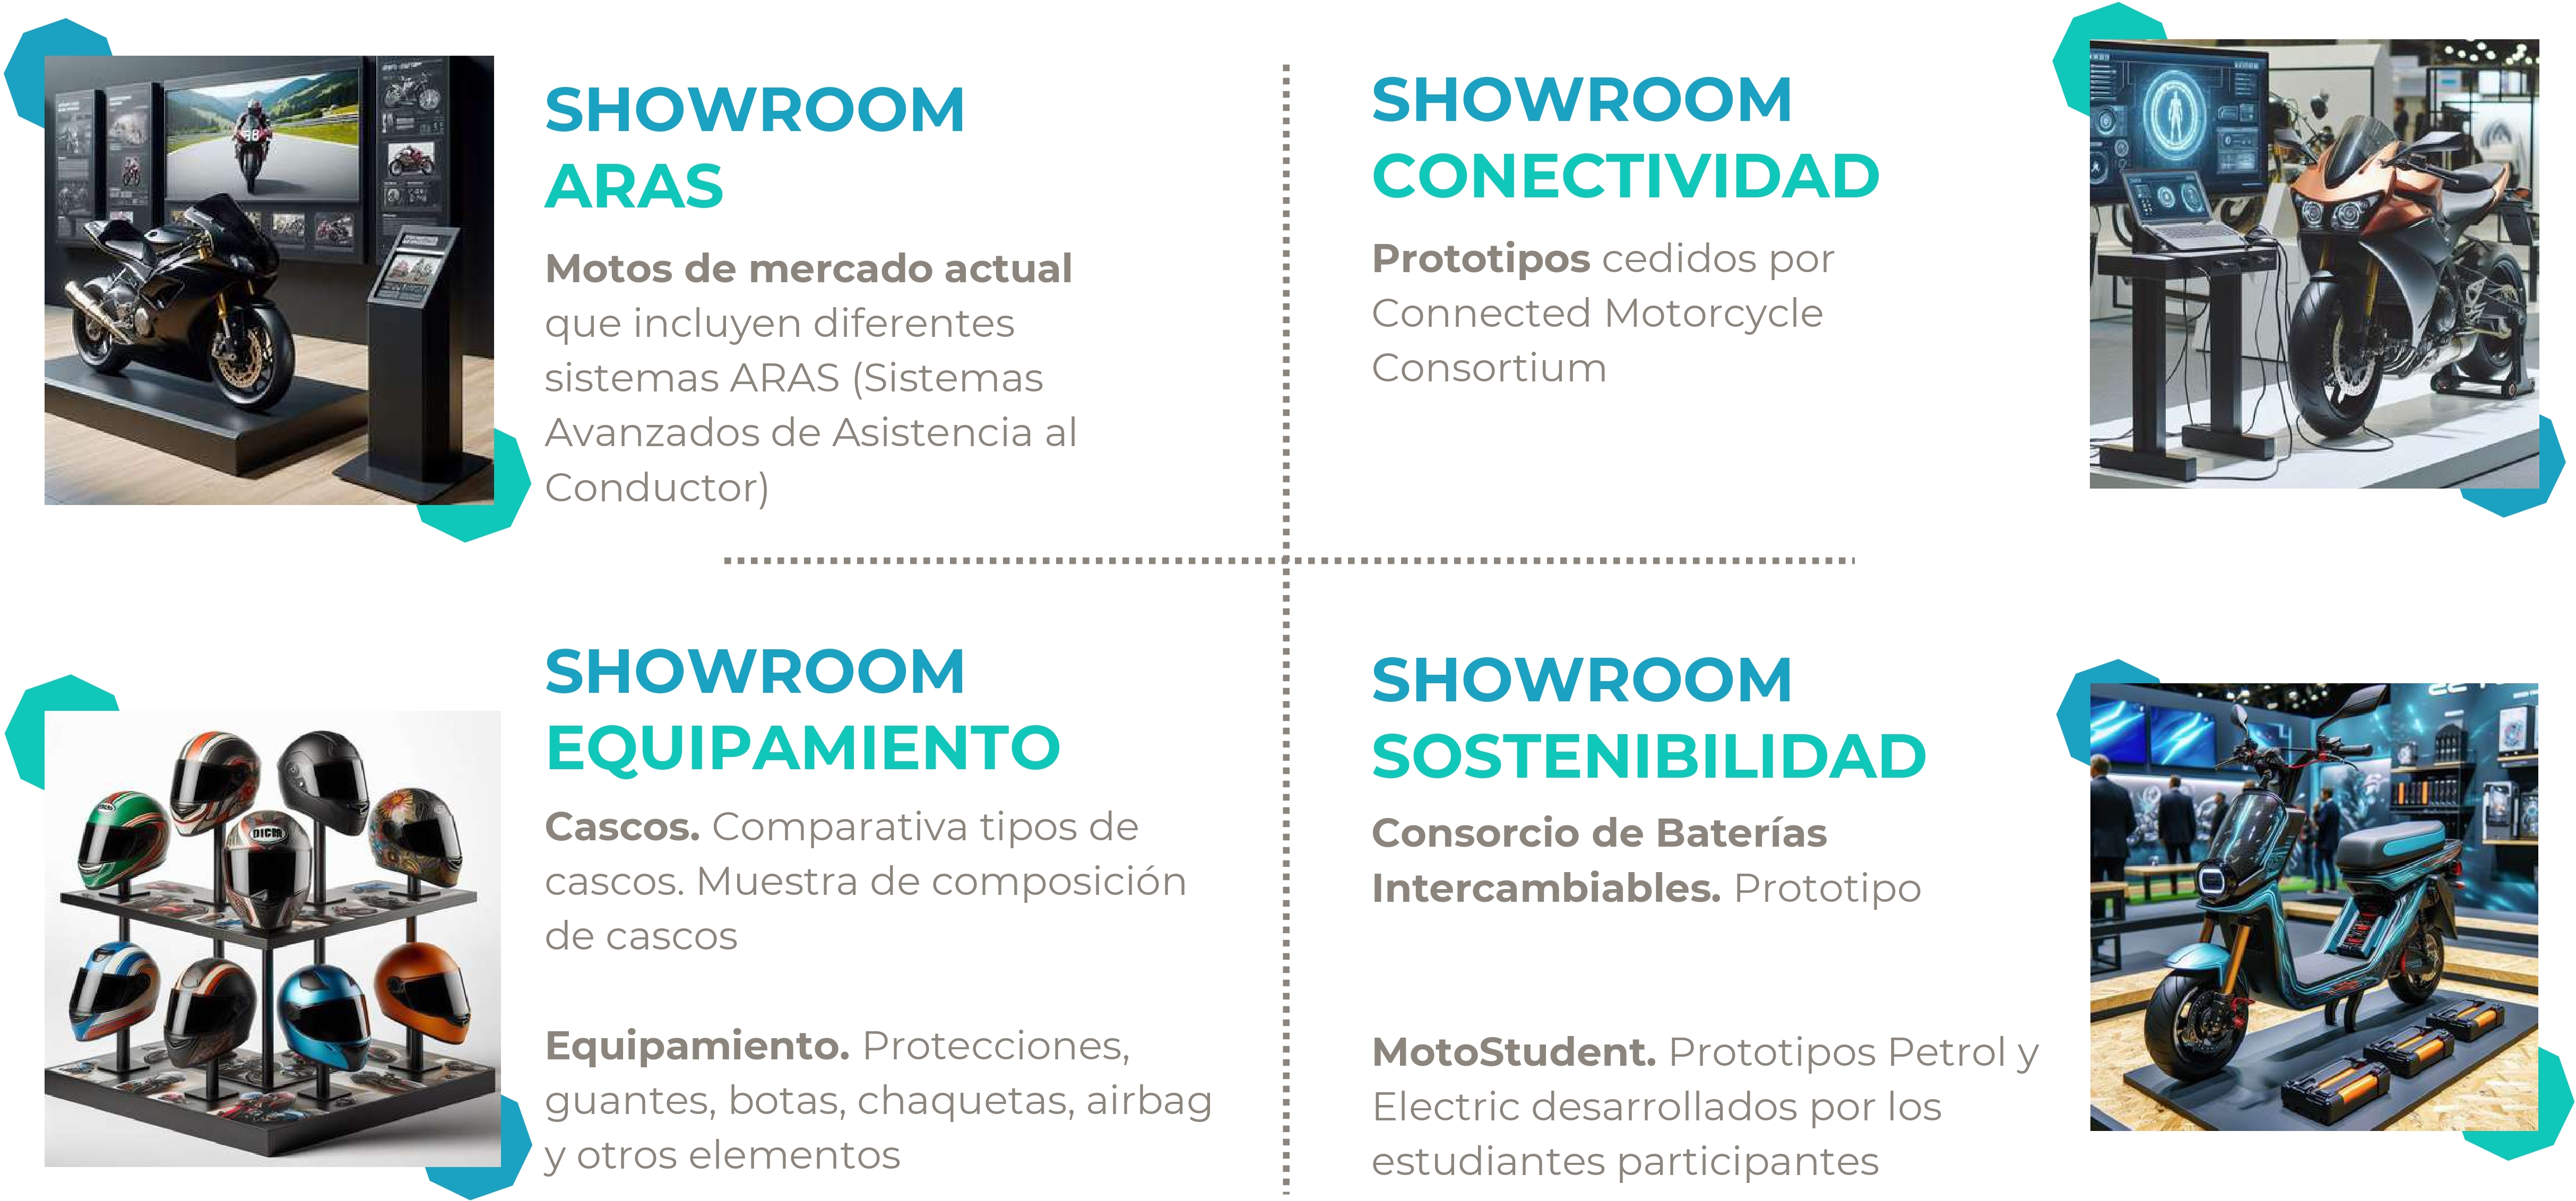 SHOWROOM
ARAS
Motos de mercado actual
que incluyen diferentes
sistemas ARAS (Sistemas
Avanzados de Asistencia al
Conductor)
SHOWROOM
CONECTIVIDAD
Prototipos cedidos por
Connected Motorcycle
Consortium
SHOWROOM
EQUIPAMIENTO
Cascos. Comparativa tipos de
cascos. Muestra de composición
de cascos
Equipamiento. Protecciones,
guantes, botas, chaquetas, airbag
y otros elementos
SHOWROOM
SOSTENIBILIDAD
Consorcio de Baterías
Intercambiables. Prototipo
MotoStudent. Prototipos Petrol y
Electric desarrollados por los
estudiantes participantes